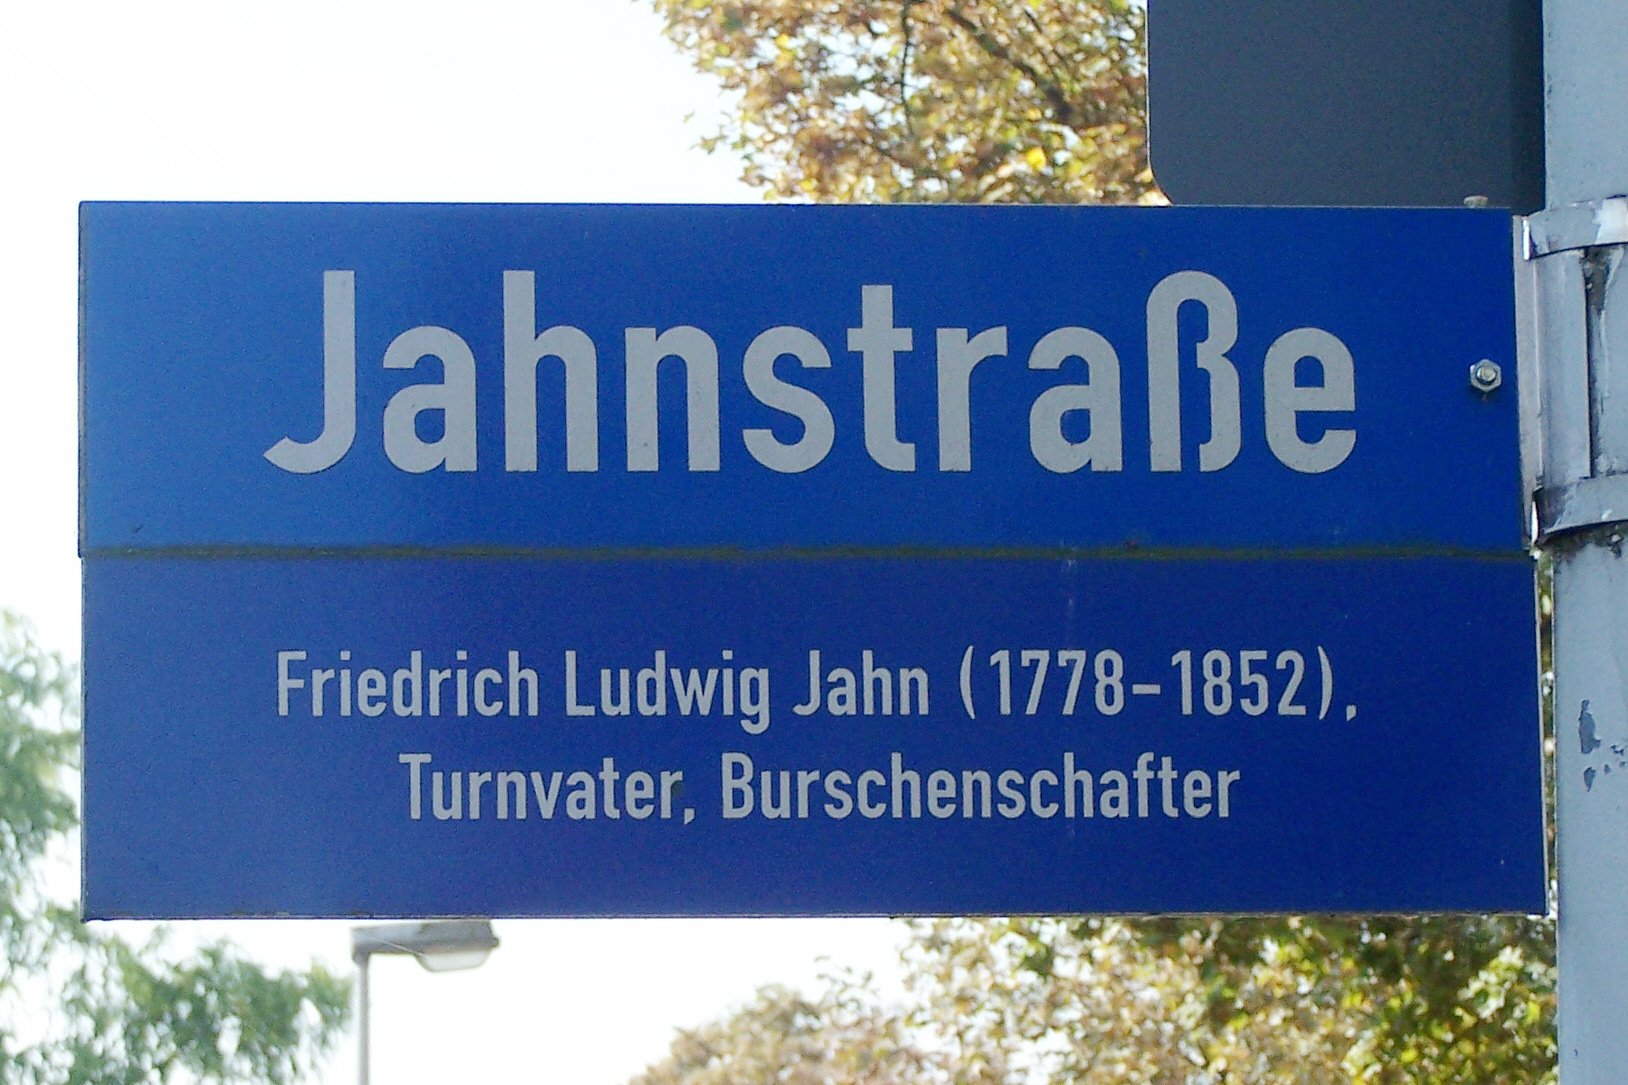 Jahnstraße
Friedrich Ludwig Jahn (1778-1852),
Turnvater, Burschenschafter